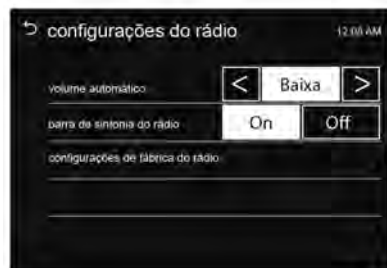 configurações do rádio
12:08 AM
volume automático
< Baixa >
barra de sintonia do rádio
On Off
configurações de fábrica do rádio